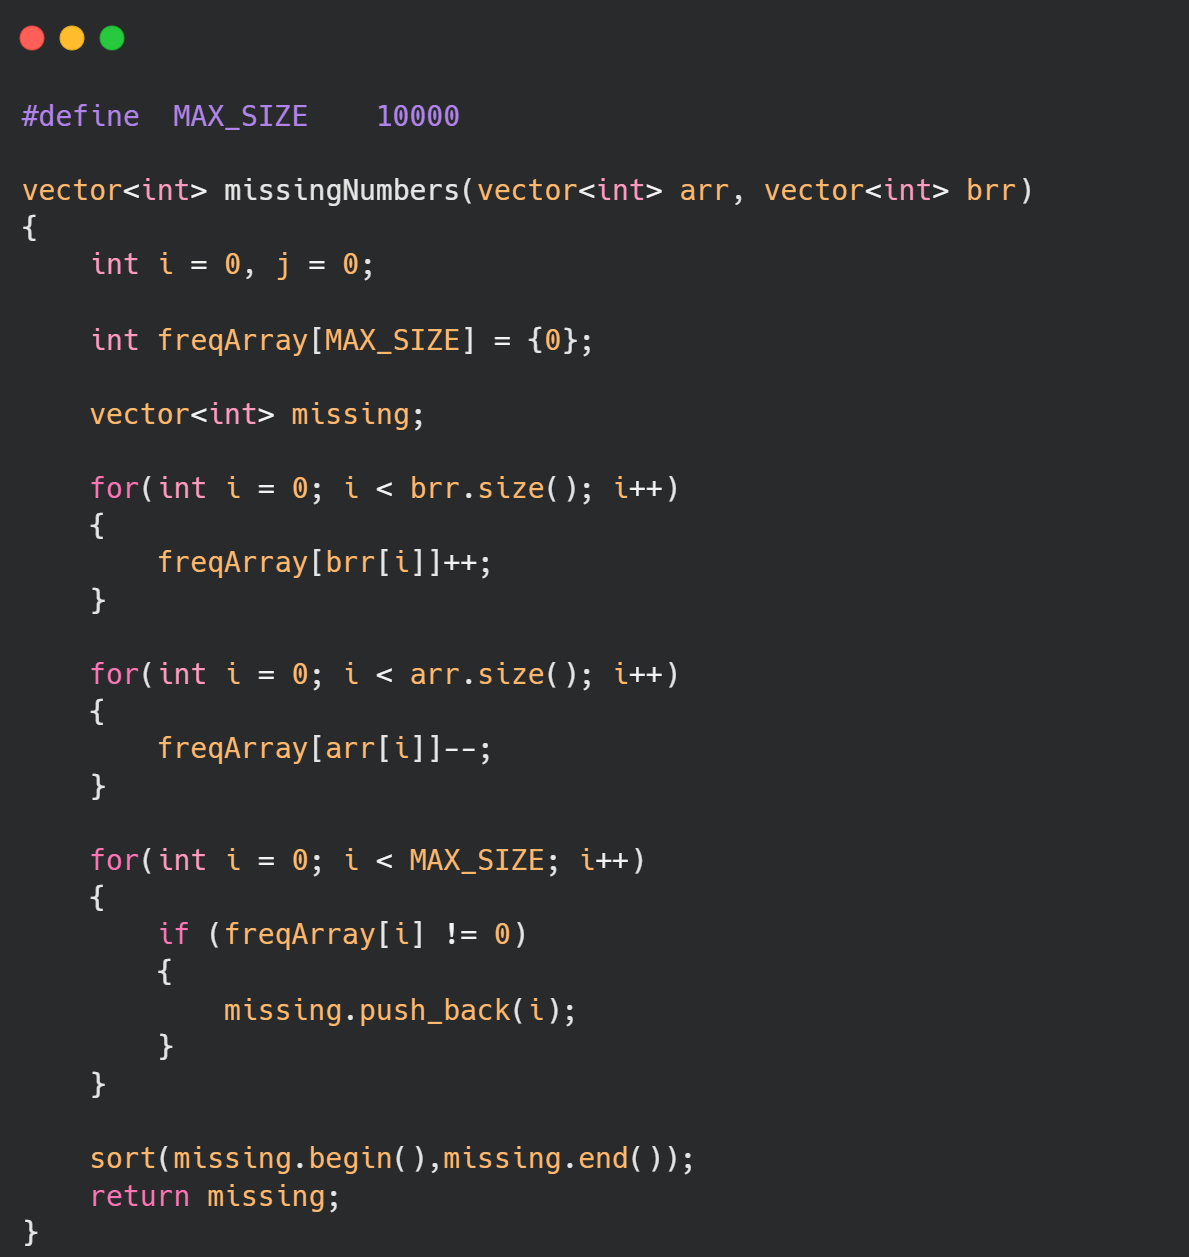 #define  MAX_SIZE    10000
vector<int> missingNumbers(vector<int> arr, vector<int> brr)
{
    int i = 0, j = 0;
    int freqArray[MAX_SIZE] = {0};
    vector<int> missing;
    for(int i = 0; i < brr.size(); i++)
    {
        freqArray[brr[i]]++;
    }
    for(int i = 0; i < arr.size(); i++)
    {
        freqArray[arr[i]]--;
    }
    for(int i = 0; i < MAX_SIZE; i++)
    {
        if (freqArray[i] != 0)
        {
            missing.push_back(i);
        }
    }
    sort(missing.begin(),missing.end());
    return missing;
}